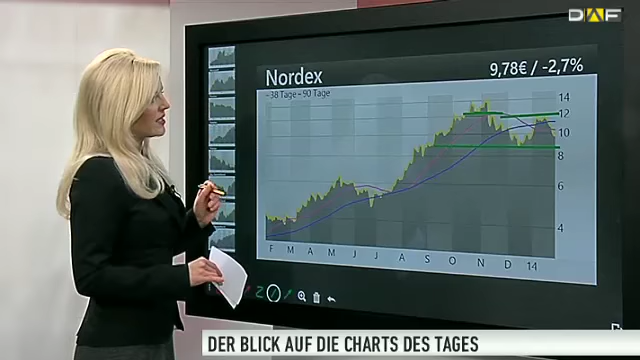 DAF
Nordex
9,78€ / -2,7%
38 Tage 90 Tage
14
12
10
8
6
4
F M A M J J A S O N D 14
DER BLICK AUF DIE CHARTS DES TAGES